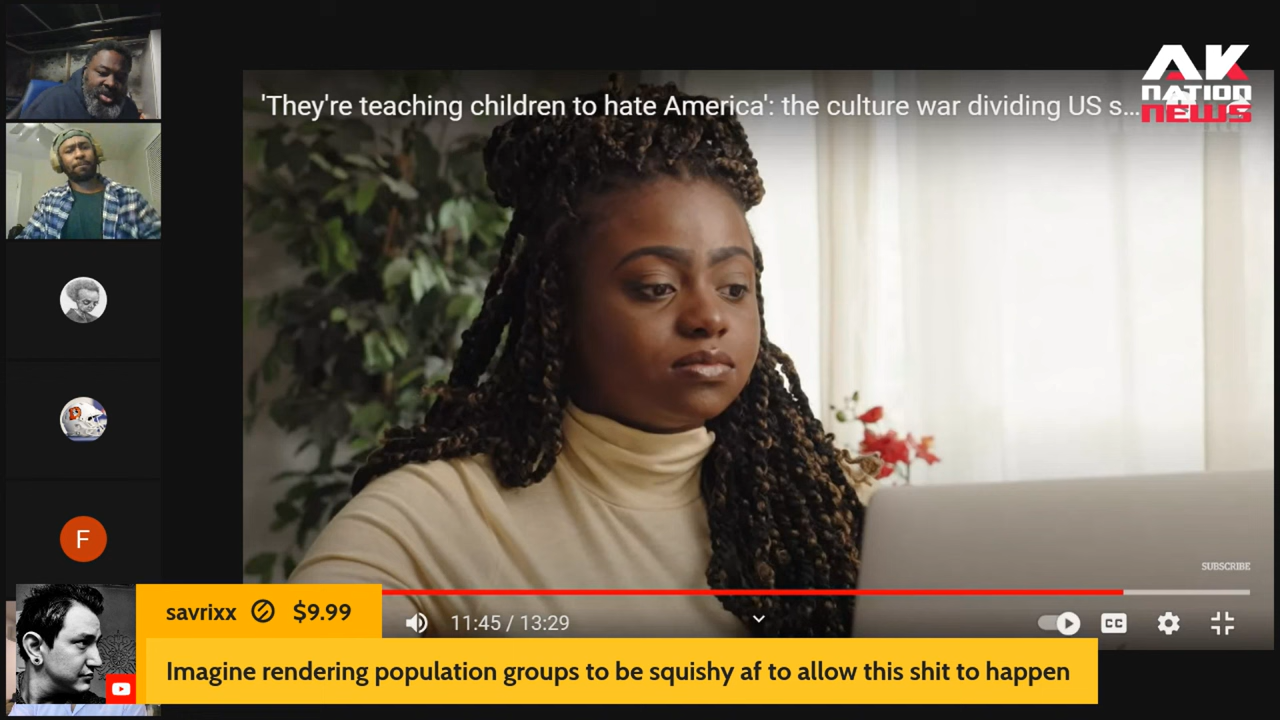 'They're teaching children to hate America': the culture war dividing US s...
AK
NATION
NEWS
F
SUBSCRIBE
11:45 / 13:29
CC
savrixx $9.99
Imagine rendering population groups to be squishy af to allow this shit to happen